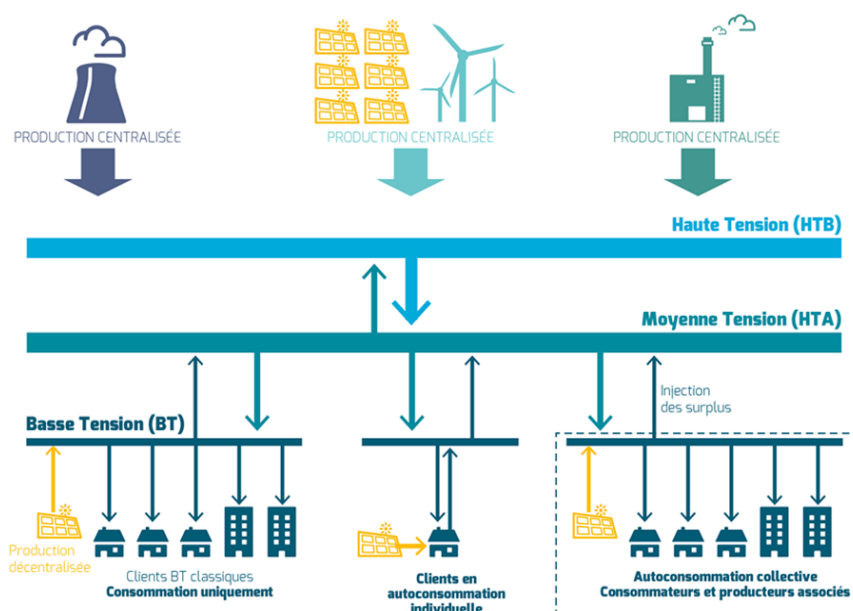 PRODUCTION CENTRALISÉE
PRODUCTION CENTRALISÉE
PRODUCTION CENTRALISÉE
Haute Tension (HTB)
Moyenne Tension (HTA)
Injection
des surplus
Basse Tension (BT)
Production
décentralisée
Clients BT classiques
Consommation uniquement
Clients en
autoconsommation
individuelle
Autoconsommation collective
Consommateurs et producteurs associés